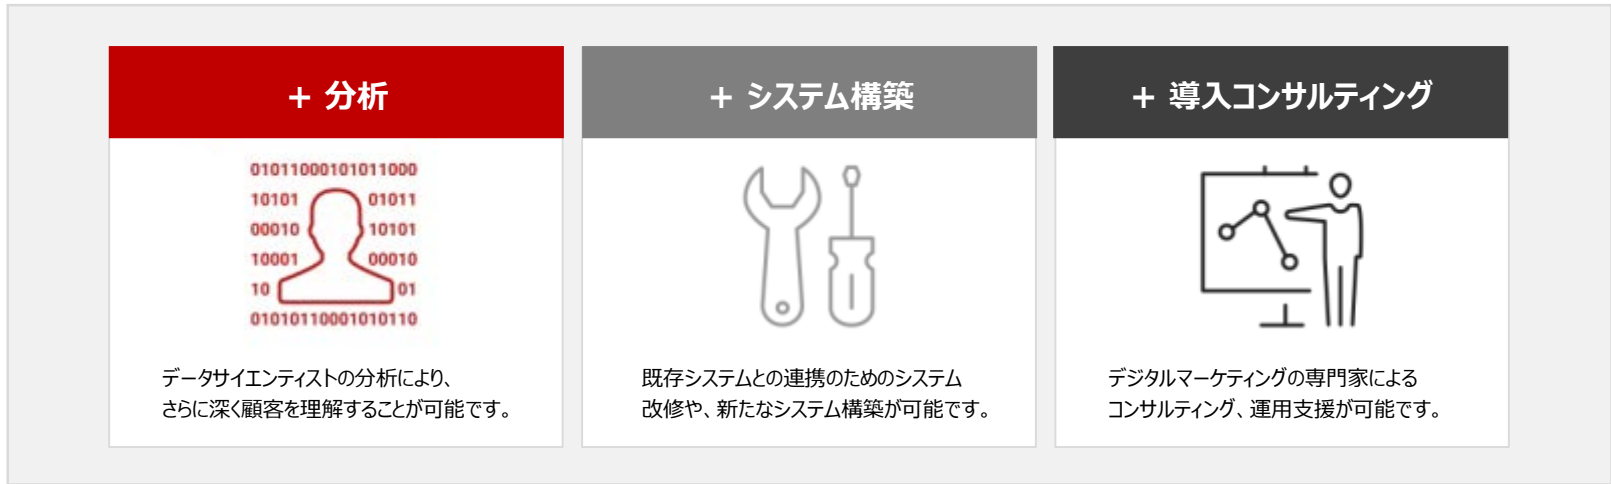 + 分析
01011000101011000
10101 01011
00010 10101
10001 00010
10 01
01010110001010110
データサイエンティストの分析により、
さらに深く顧客を理解することが可能です。
+ システム構築
既存システムとの連携のためのシステム
改修や、新たなシステム構築が可能です。
+ 導入コンサルティング
デジタルマーケティングの専門家による
コンサルティング、運用支援が可能です。